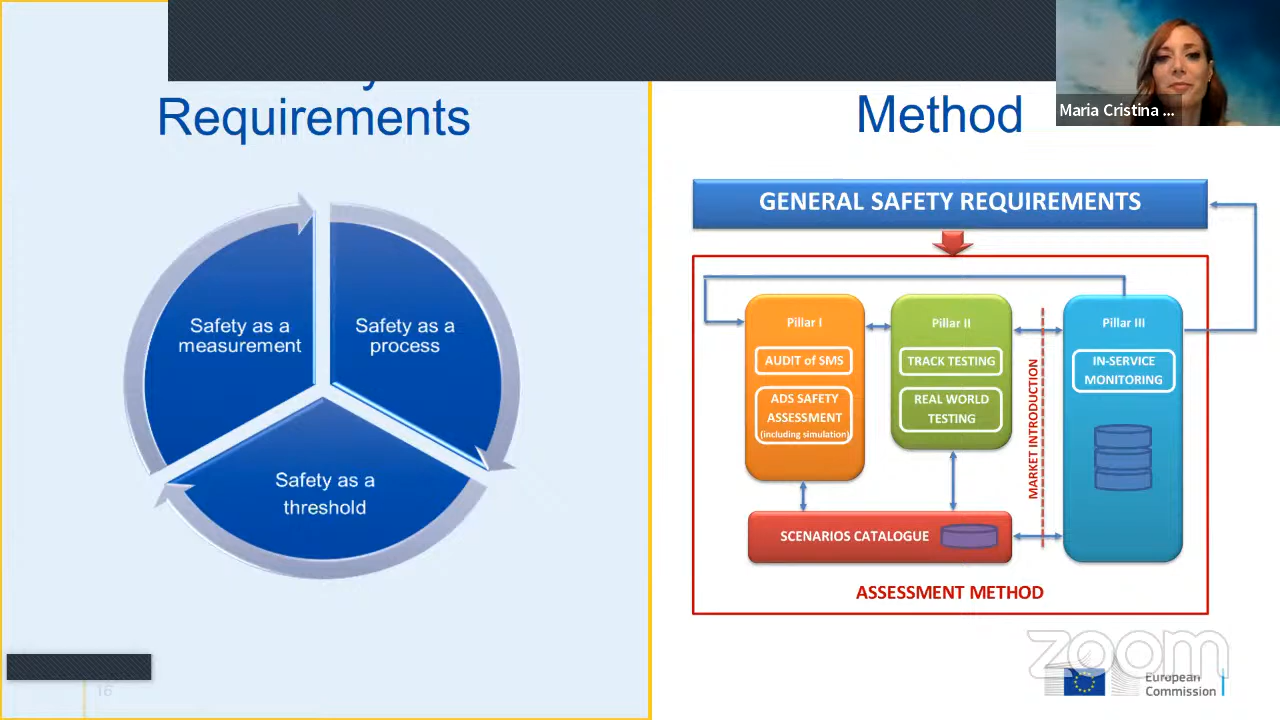 Requirements
Method
Maria Cristina ...
Safety as a
measurement
Safety as a
process
Safety as a
threshold
GENERAL SAFETY REQUIREMENTS
Pillar I
AUDIT of SMS
ADS SAFETY
ASSESSMENT
(including simulation)
Pillar II
TRACK TESTING
REAL WORLD
TESTING
MARKET INTRODUCTION
Pillar III
IN-SERVICE
MONITORING
SCENARIOS CATALOGUE
ASSESSMENT METHOD
zoom
European
Commission
16